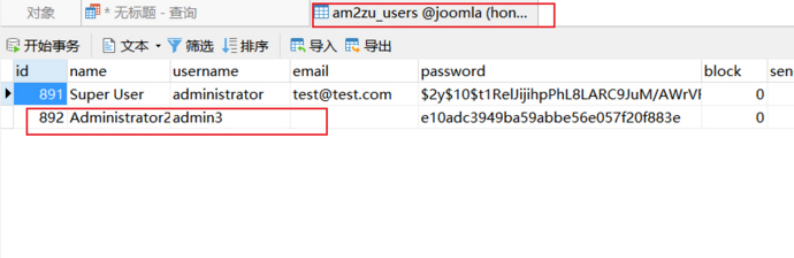 对象 * 无标题 - 查询 am2zu_users @joomla (hon...
开始事务 文本 筛选 排序 导入 导出
id name username email password block sen
891 Super User administrator test@test.com $2y$10$t1RelJijihpPhL8LARC9JuM/AWrVF 0
892 Administrator2 admin3 e10adc3949ba59abbe56e057f20f883e 0